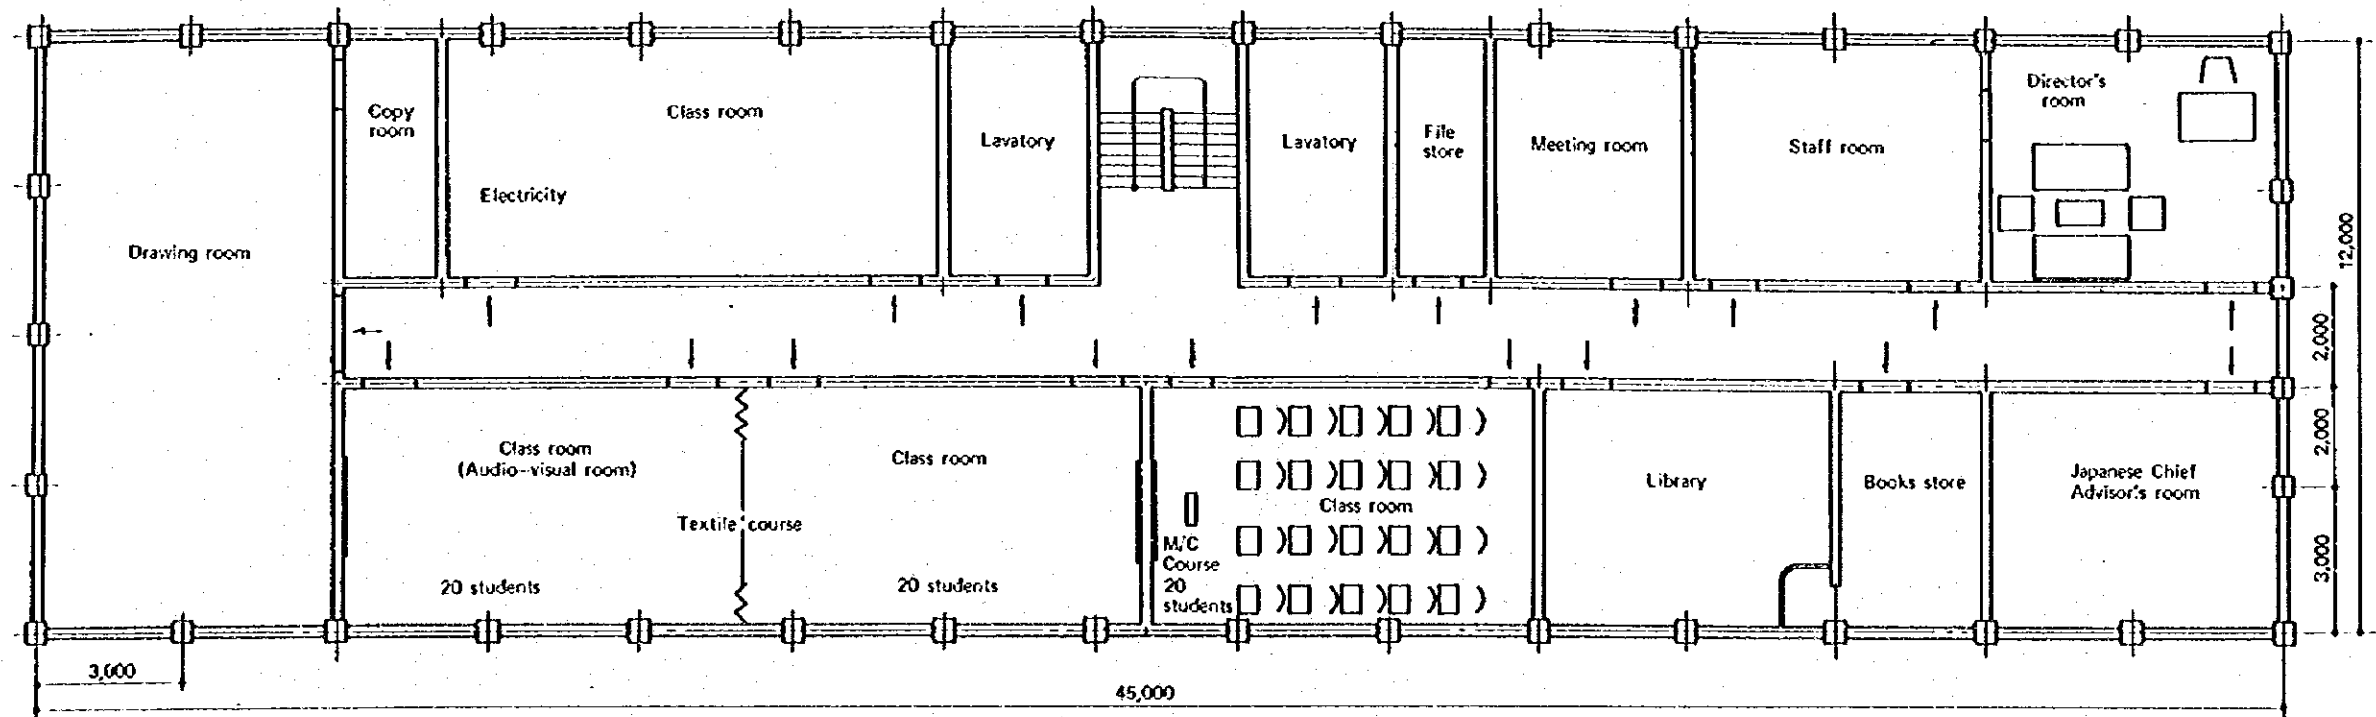 Copy
room
Class room
Electricity
Lavatory
Lavatory
File
store
Meeting room
Staff room
Director's
room
Drawing room
12,000
2,000
2,000
3,000
Class room
(Audio-visual room)
20 students
Textile course
Class room
20 students
M/C
Course
20
students
Class room
Library
Books store
Japanese Chief
Advisor's room
3,000
45,000